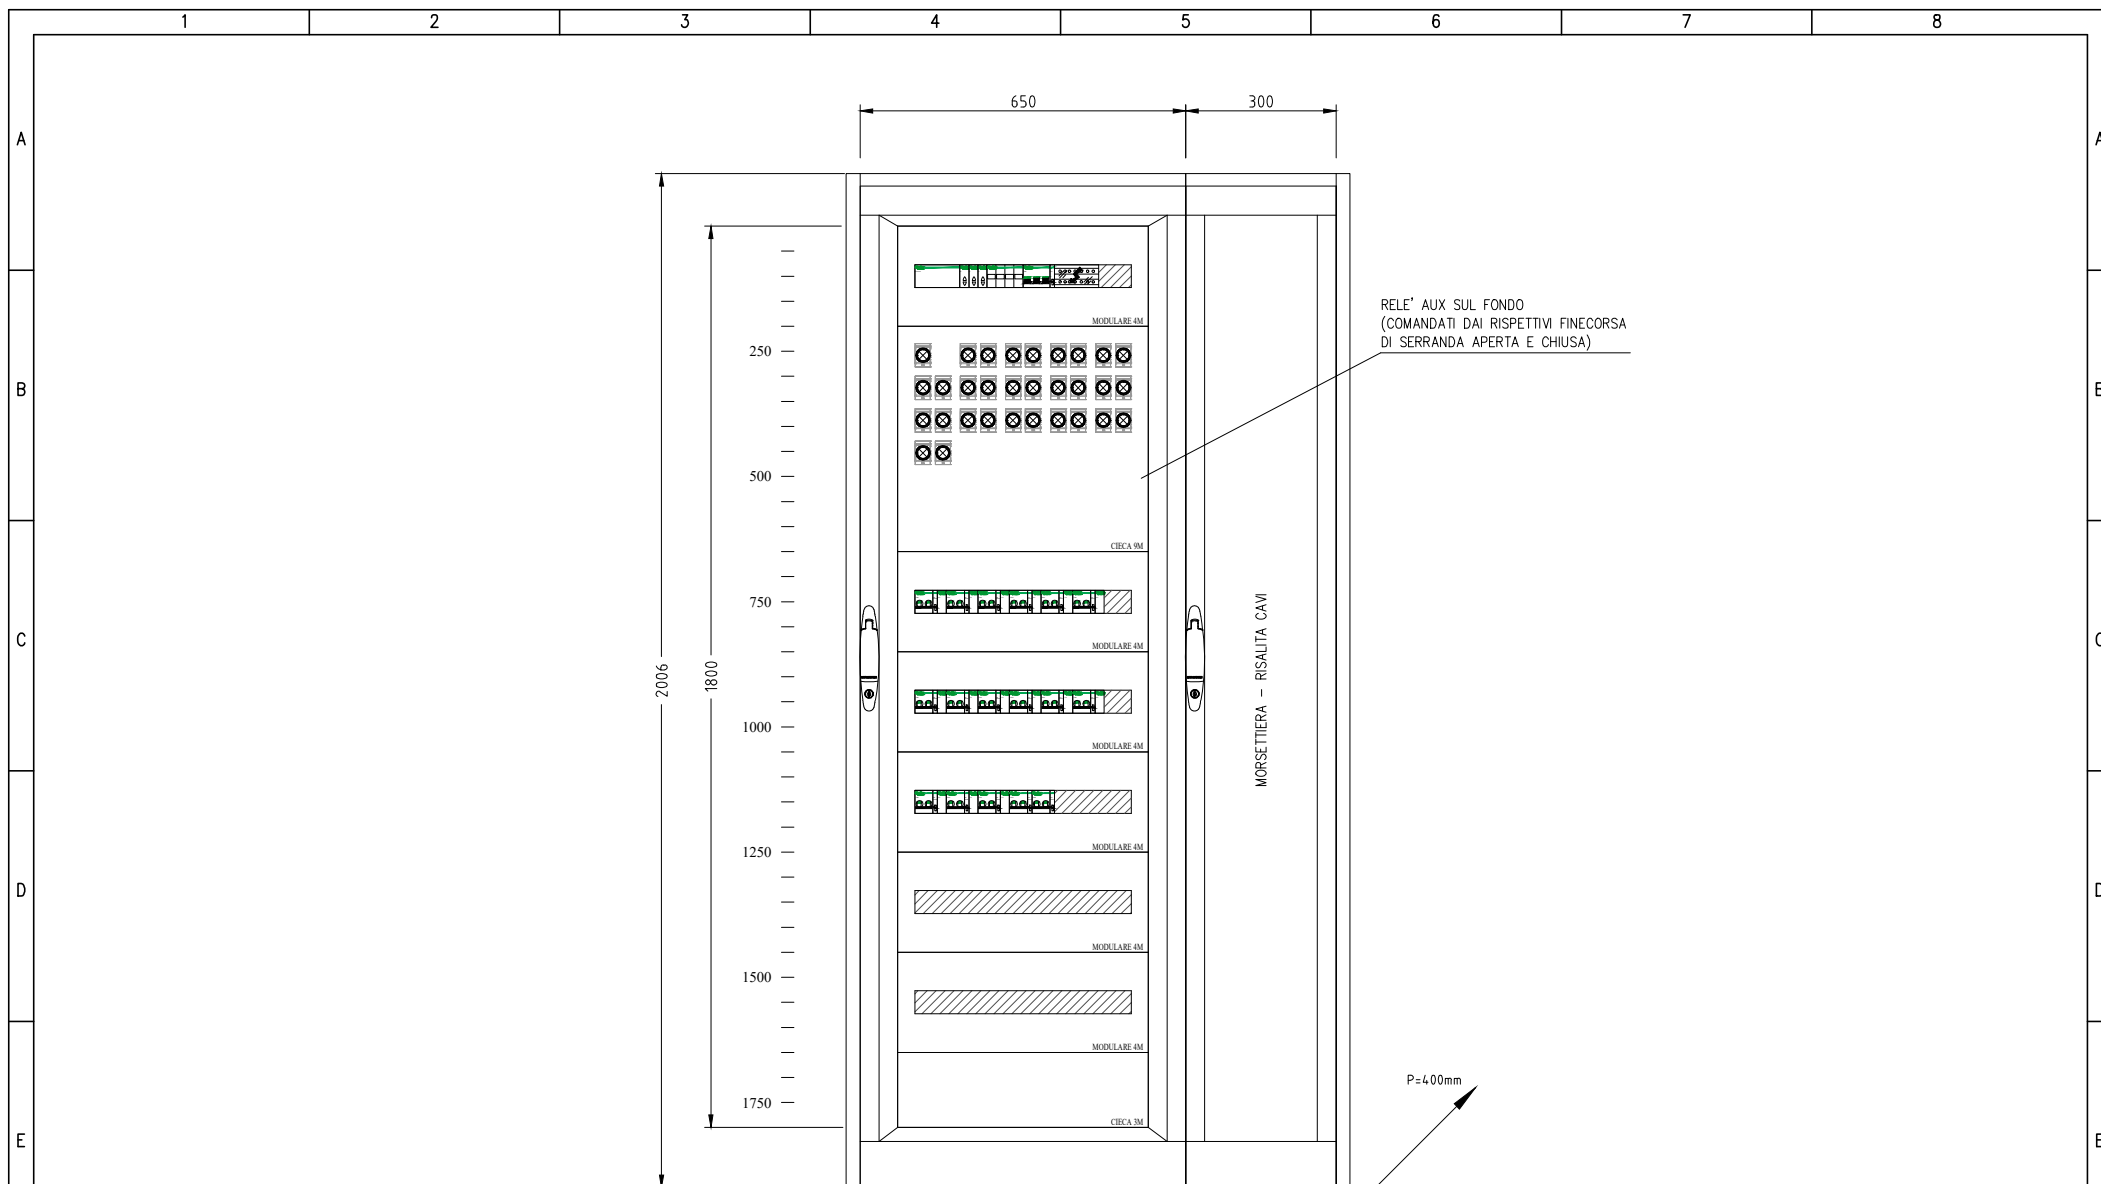 1 2 3 4 5 6 7 8
650 300
A A
RELE' AUX SUL FONDO
(COMANDATI DAI RISPETTIVI FINECORSA
DI SERRANDA APERTA E CHIUSA)
MODULARE 4M
250
B B
500
CIECA 9M
750
MORSETTIERA - RISALITA CAVI
C C
MODULARE 4M
2006
1800
1000
MODULARE 4M
1250
MODULARE 4M
D D
MODULARE 4M
1500
MODULARE 4M
P=400mm
1750
CIECA 3M
E E